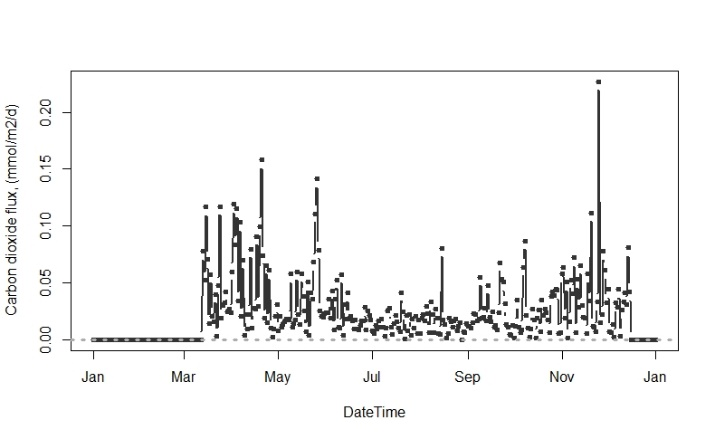 Carbon dioxide flux, (mmol/m2/d)
0.20
0.15
0.10
0.05
0.00
Jan Mar May Jul Sep Nov Jan
DateTime